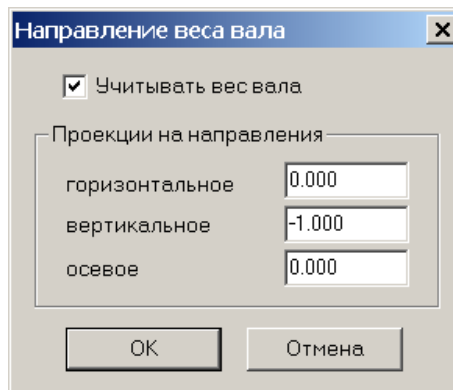 Направление веса вала
Учитывать вес вала
Проекции на направления
горизонтальное 0.000
вертикальное -1.000
осевое 0.000
OK Отмена